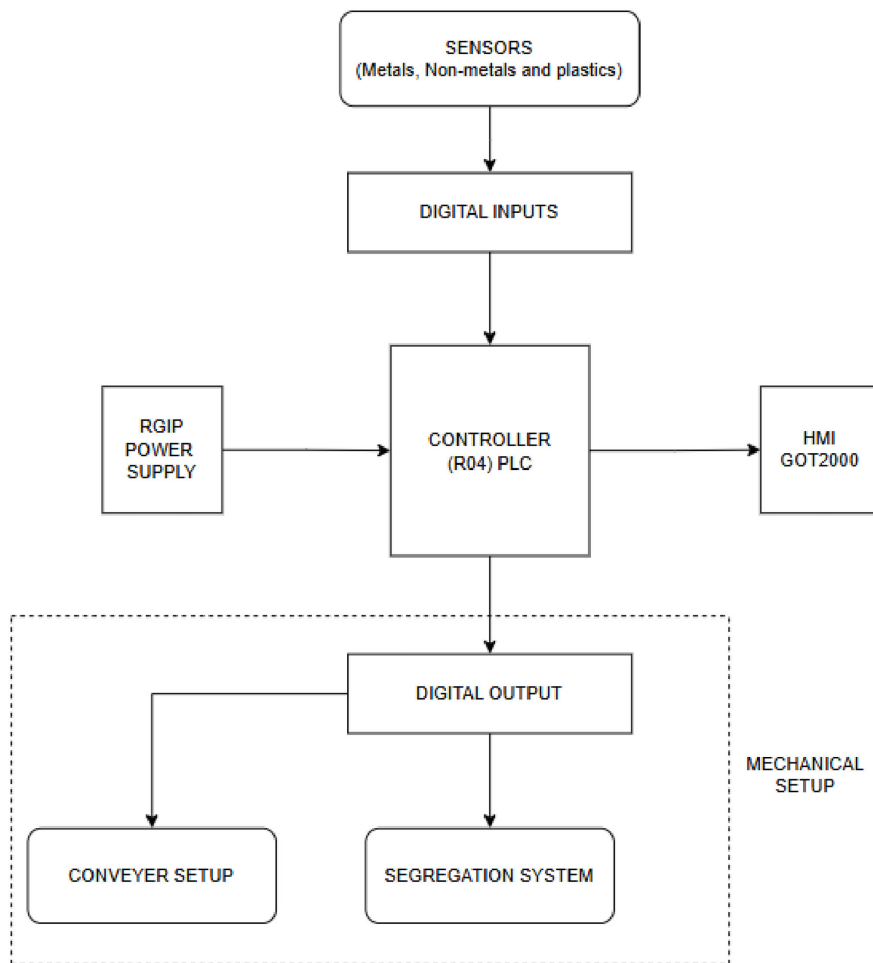 SENSORS
(Metals, Non-metals and plastics)
DIGITAL INPUTS
RGIP
POWER
SUPPLY
CONTROLLER
(R04) PLC
HMI
GOT2000
DIGITAL OUTPUT
MECHANICAL
SETUP
CONVEYER SETUP
SEGREGATION SYSTEM